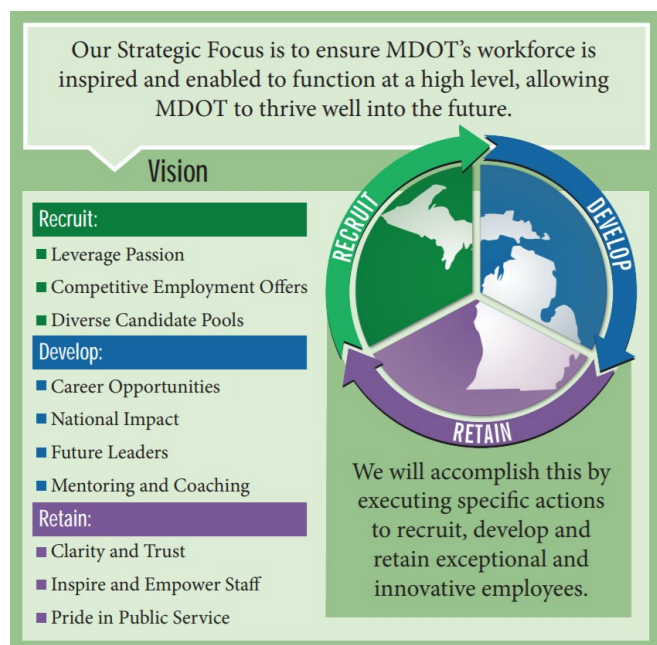 Our Strategic Focus is to ensure MDOT’s workforce is
inspired and enabled to function at a high level, allowing
MDOT to thrive well into the future.
Vision
Recruit:
Leverage Passion
Competitive Employment Offers
Diverse Candidate Pools
Develop:
Career Opportunities
National Impact
Future Leaders
Mentoring and Coaching
Retain:
Clarity and Trust
Inspire and Empower Staff
Pride in Public Service
RECRUIT
DEVELOP
RETAIN
We will accomplish this by
executing specific actions
to recruit, develop and
retain exceptional and
innovative employees.